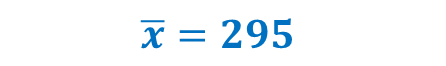 x̅ = 295